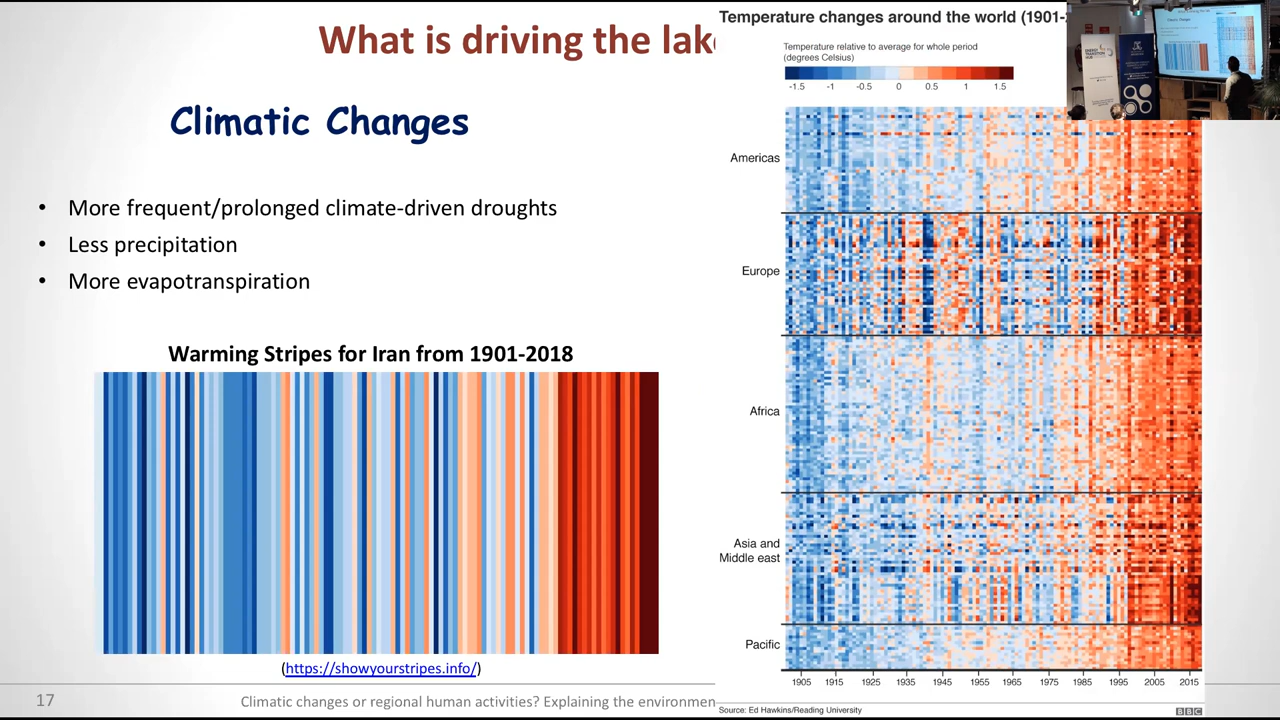 What is driving the lak
Climatic Changes
• More frequent/prolonged climate-driven droughts
• Less precipitation
• More evapotranspiration
Warming Stripes for Iran from 1901-2018
(https://showyourstripes.info/)
17
Climatic changes or regional human activities? Explaining the environmen
Temperature changes around the world (1901-
Temperature relative to average for whole period
(degrees Celsius)
-1.5 -1 -0.5 0 0.5 1 1.5
Americas
Europe
Africa
Asia and
Middle east
Pacific
1905 1915 1925 1935 1945 1955 1965 1975 1985 1995 2005 2015
Source: Ed Hawkins/Reading University
BBC
ENERGY
TRANSITION
HUB